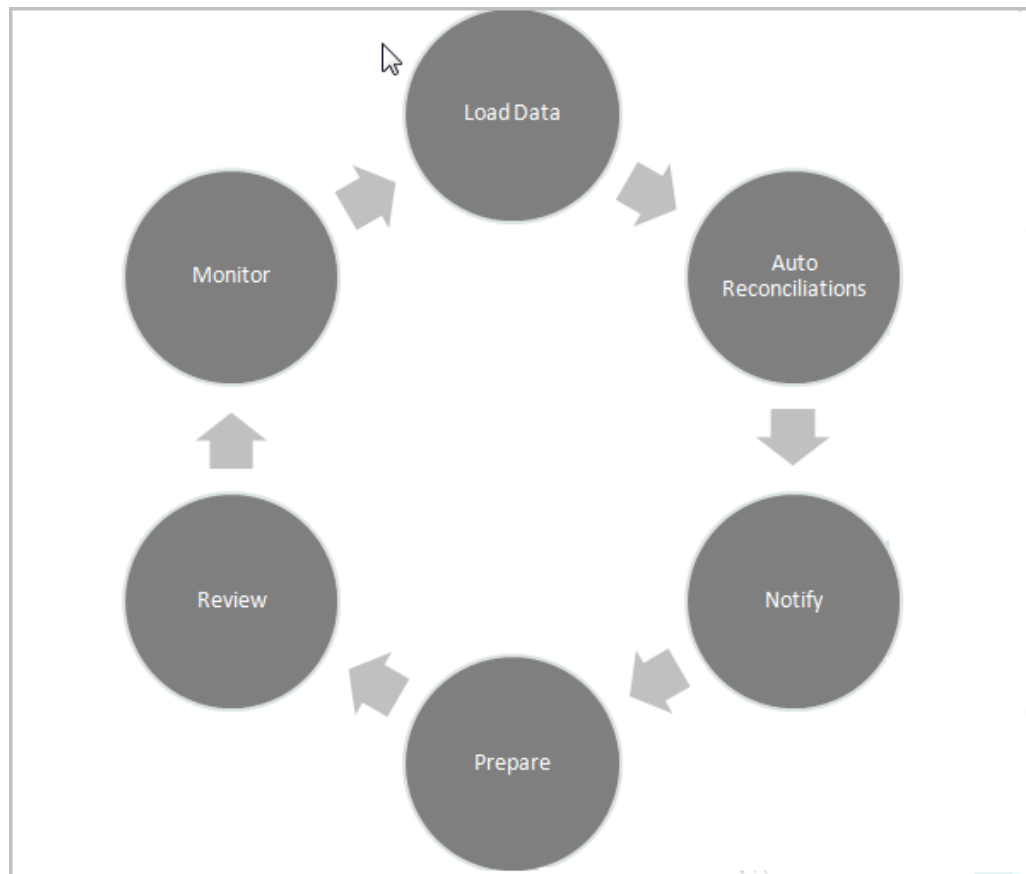 Load Data
Auto
Reconciliations
Notify
Prepare
Review
Monitor